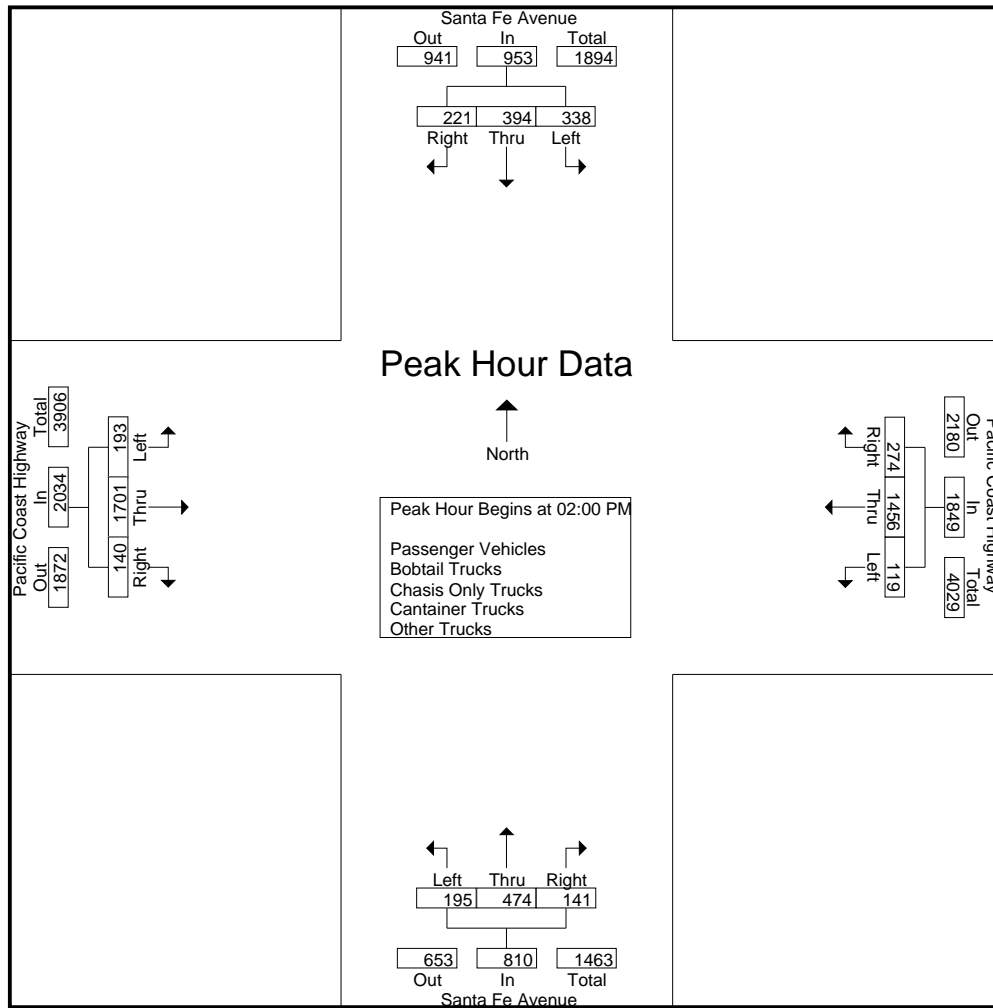 Santa Fe Avenue
Out In Total
941 953 1894
221 394 338
Right Thru Left
Peak Hour Data
North
Peak Hour Begins at 02:00 PM
Passenger Vehicles
Bobtail Trucks
Chasis Only Trucks
Cantainer Trucks
Other Trucks
Pacific Coast Highway
Out In Total
1872 2034 3906
140 1701 193
Right Thru Left
Pacific Coast Highway
Out In Total
2180 1849 4029
274 1456 119
Right Thru Left
Left Thru Right
195 474 141
653 810 1463
Out In Total
Santa Fe Avenue